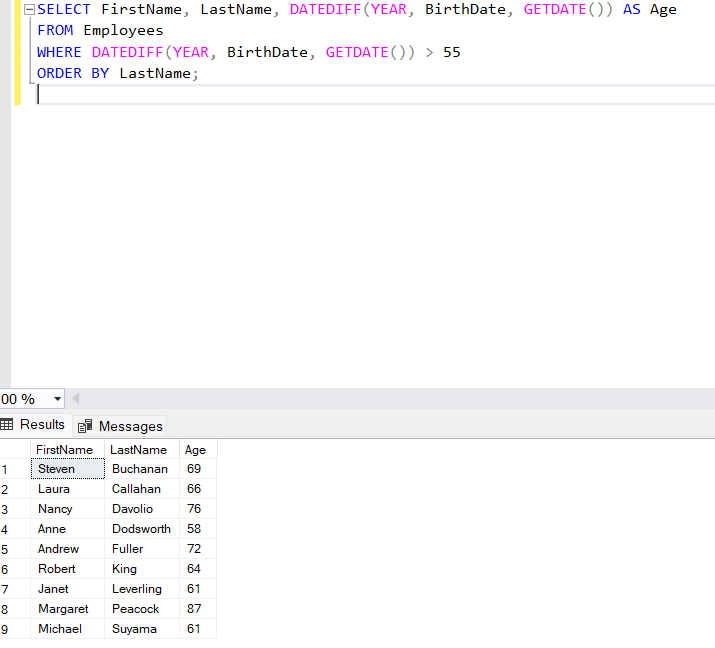 SELECT FirstName, LastName, DATEDIFF(YEAR, BirthDate, GETDATE()) AS Age
FROM Employees
WHERE DATEDIFF(YEAR, BirthDate, GETDATE()) > 55
ORDER BY LastName;
00 %
Results Messages
FirstName LastName Age
1 Steven Buchanan 69
2 Laura Callahan 66
3 Nancy Davolio 76
4 Anne Dodsworth 58
5 Andrew Fuller 72
6 Robert King 64
7 Janet Leverling 61
8 Margaret Peacock 87
9 Michael Suyama 61